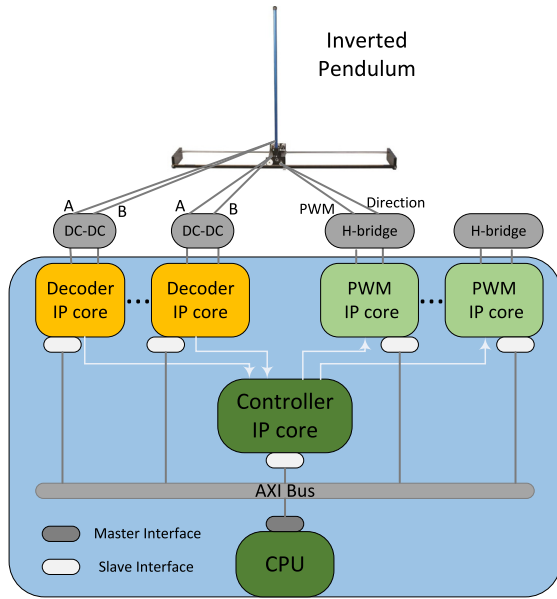 Inverted
Pendulum
A
B
A
B
PWM
Direction
DC-DC
DC-DC
H-bridge
H-bridge
Decoder
IP core
...
Decoder
IP core
PWM
IP core
...
PWM
IP core
Controller
IP core
AXI Bus
Master Interface
Slave Interface
CPU